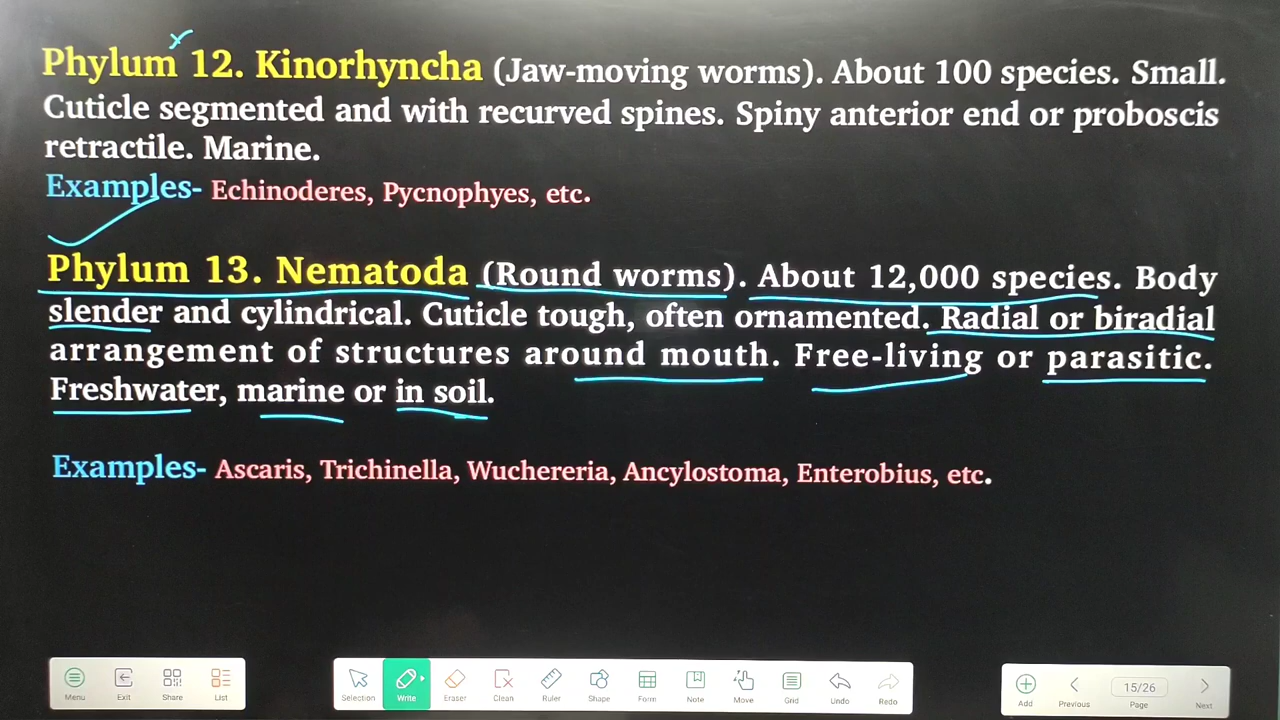 Phylum 12. Kinorhyncha (Jaw-moving worms). About 100 species. Small.
Cuticle segmented and with recurved spines. Spiny anterior end or proboscis
retractile. Marine.
Examples- Echinoderes, Pycnophyes, etc.
Phylum 13. Nematoda (Round worms). About 12,000 species. Body
slender and cylindrical. Cuticle tough, often ornamented. Radial or biradial
arrangement of structures around mouth. Free-living or parasitic.
Freshwater, marine or in soil.
Examples- Ascaris, Trichinella, Wuchereria, Ancylostoma, Enterobius, etc.
Menu Exit Share List Selection Write Eraser Clean Ruler Shape Form Note Move Grid Undo Redo Add Previous 15/26 Page Next